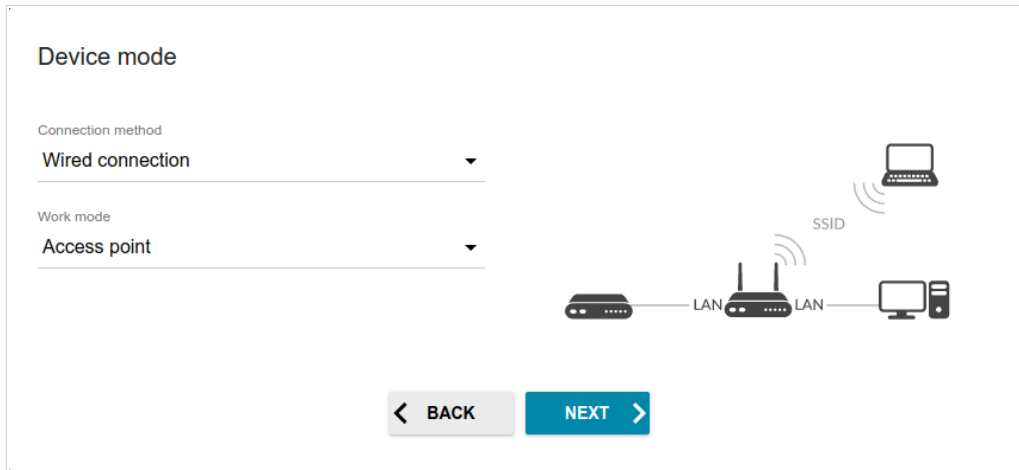 Device mode
Connection method
Wired connection
Work mode
Access point
SSID
LAN
LAN
BACK
NEXT